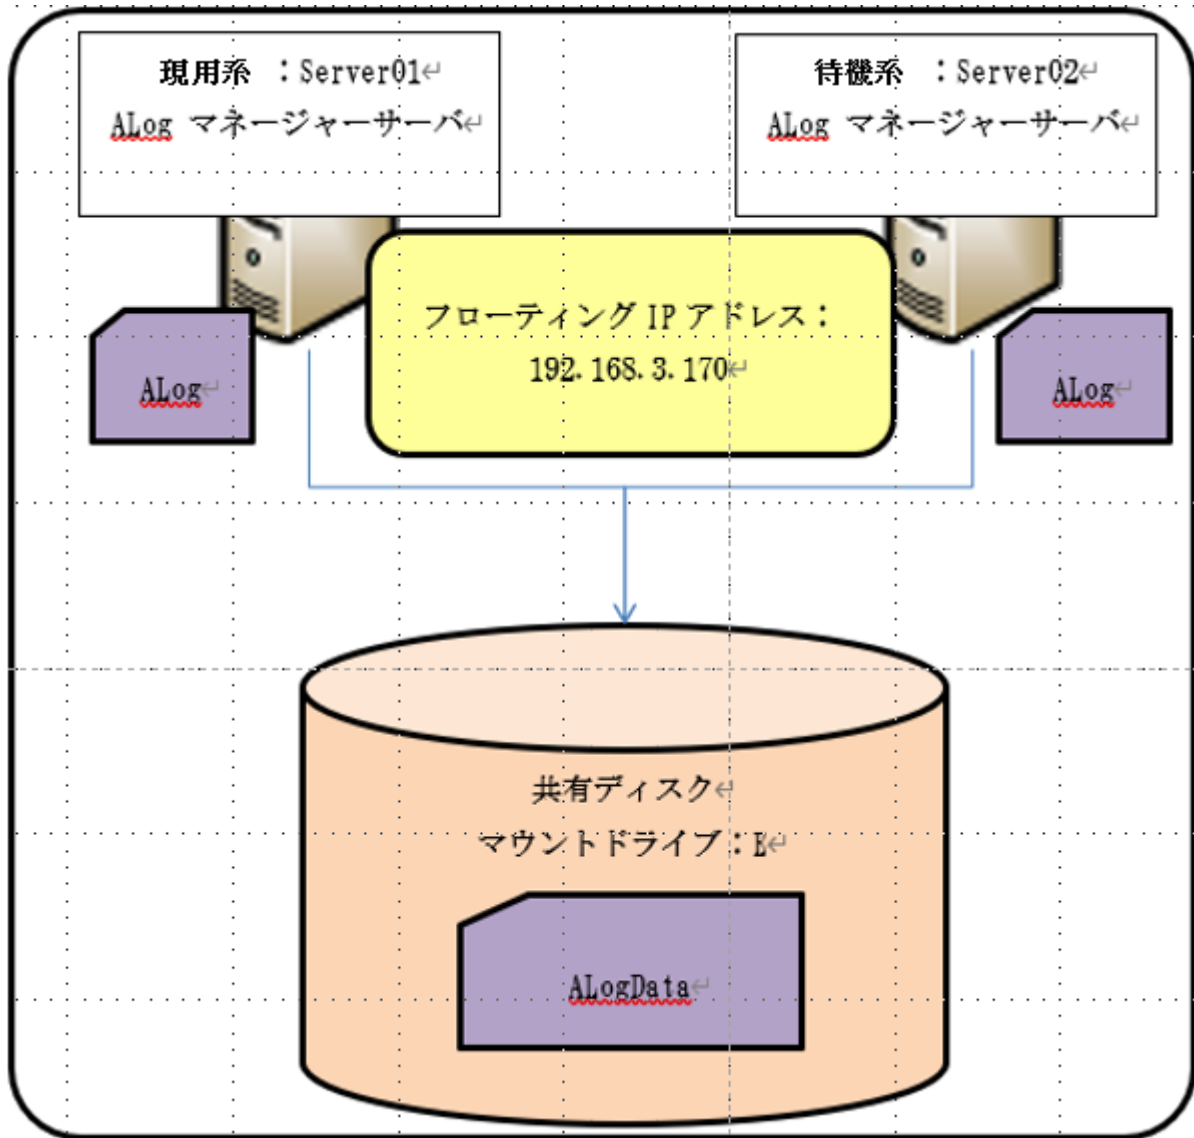 現用系 ：Server01
ALog マネージャーサーバ
待機系 ：Server02
ALog マネージャーサーバ
フローティング IP アドレス：
192.168.3.170
ALog
ALog
共有ディスク
マウントドライブ：E
ALogData